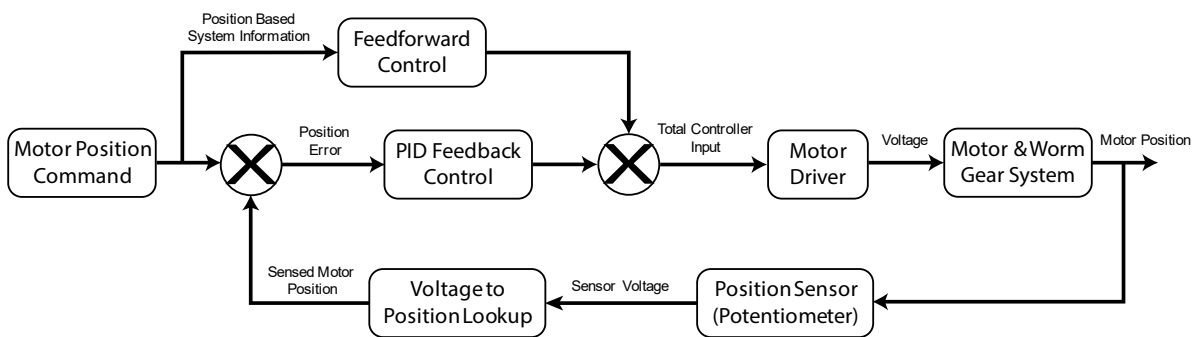 Position Based
System Information
Feedforward
Control
Motor Position
Command
Position
Error
PID Feedback
Control
Total Controller
Input
Motor
Driver
Voltage
Motor & Worm
Gear System
Motor Position
Sensed Motor
Position
Voltage to
Position Lookup
Sensor Voltage
Position Sensor
(Potentiometer)